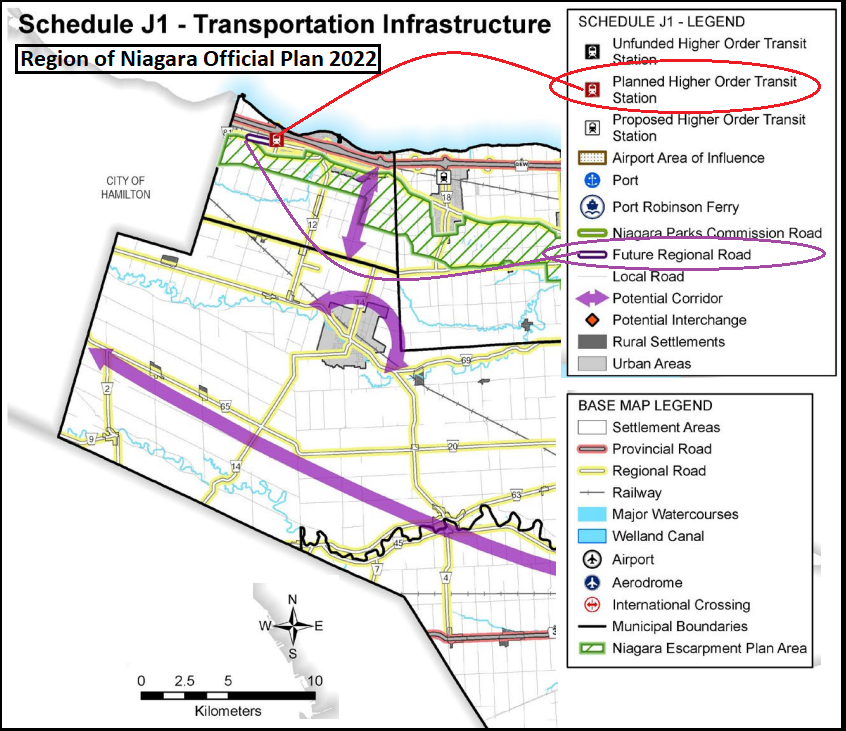 Schedule J1 - Transportation Infrastructure
Region of Niagara Official Plan 2022
SCHEDULE J1 - LEGEND
Unfunded Higher Order Transit
Station
Planned Higher Order Transit
Station
Proposed Higher Order Transit
Station
Airport Area of Influence
Port
Port Robinson Ferry
Niagara Parks Commission Road
Future Regional Road
Local Road
Potential Corridor
Potential Interchange
Rural Settlements
Urban Areas
BASE MAP LEGEND
Settlement Areas
Provincial Road
Regional Road
Railway
Major Watercourses
Welland Canal
Airport
Aerodrome
International Crossing
Municipal Boundaries
Niagara Escarpment Plan Area
CITY OF
HAMILTON
81
QEW
18
12
14
69
2
65
9
20
14
63
45
7
4
3
N
W E
S
0 2.5 5 10
Kilometers